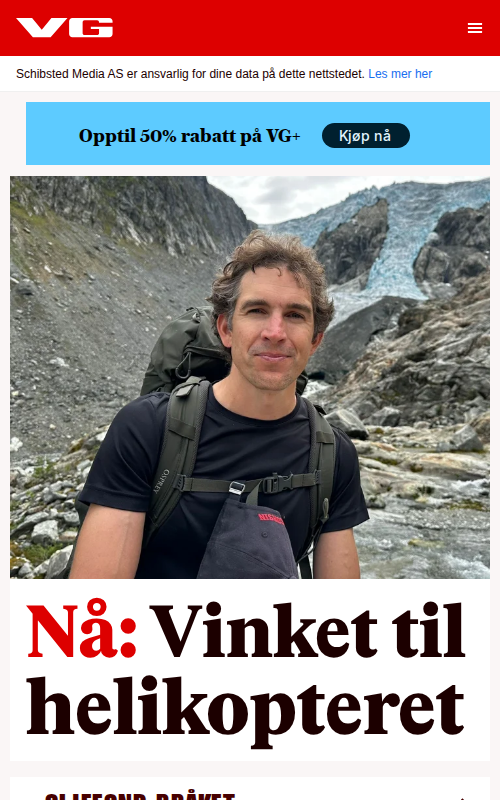 VG
Schibsted Media AS er ansvarlig for dine data på dette nettstedet. Les mer her
Opptil 50% rabatt på VG+
Kjøp nå
OSPREY
Nå: Vinket til
helikopteret